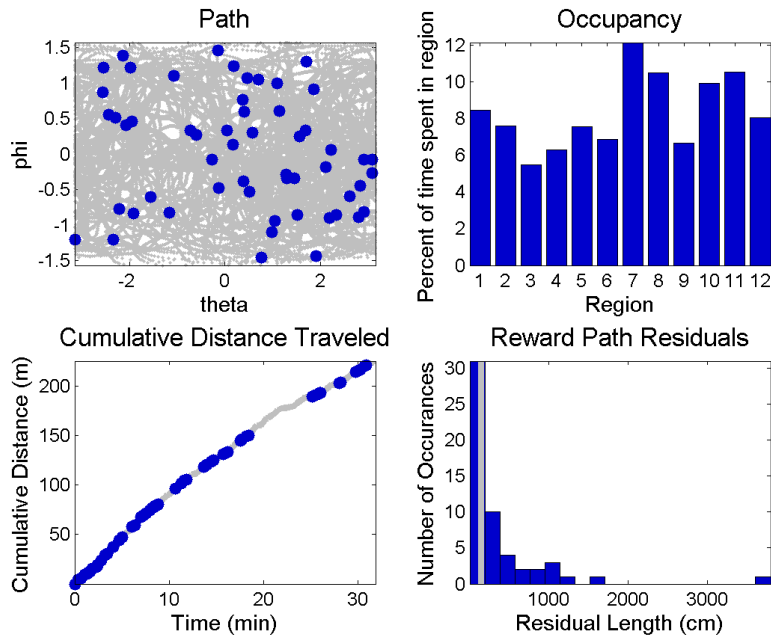 Path
phi
1.5
1
0.5
0
-0.5
-1
-1.5
-2 0 2
theta
Occupancy
Percent of time spent in region
12
10
8
6
4
2
0
1 2 3 4 5 6 7 8 9 10 11 12
Region
Cumulative Distance Traveled
Cumulative Distance (m)
200
150
100
50
0 10 20 30
Time (min)
Reward Path Residuals
Number of Occurances
30
25
20
15
10
5
0
1000 2000 3000
Residual Length (cm)